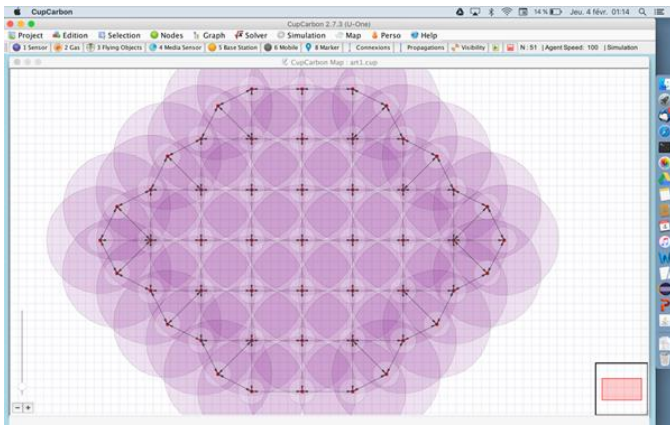 CupCarbon 14% Jeu. 4 févr. 01:14
CupCarbon 2.7.3 (U-One)
Project Edition Selection Nodes Graph Solver Simulation Map Perso Help
1 Sensor 2 Gas 3 Flying Objects 4 Media Sensor 5 Base Station 6 Mobile 8 Marker Connexions Propagations Visibility N : 51 | Agent Speed: 100 | Simulation
CupCarbon Map : art1.cup